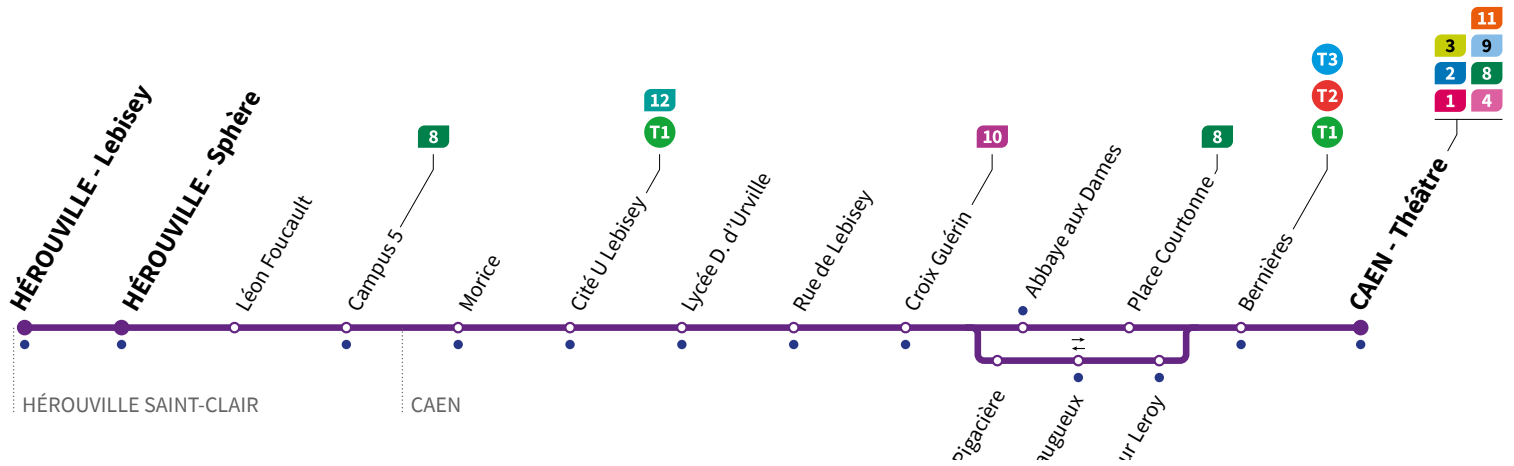 11
3 9
2 8
1 4
T3
T2
T1
12
T1
8
10
8
HÉROUVILLE - Lebisey
HÉROUVILLE - Sphère
Léon Foucault
Campus 5
Morice
Cité U Lebisey
Lycée D. d'Urville
Rue de Lebisey
Croix Guérin
Abbaye aux Dames
Place Courtonne
Bernières
CAEN - Théâtre
HÉROUVILLE SAINT-CLAIR
CAEN
Pigacière
Leroy